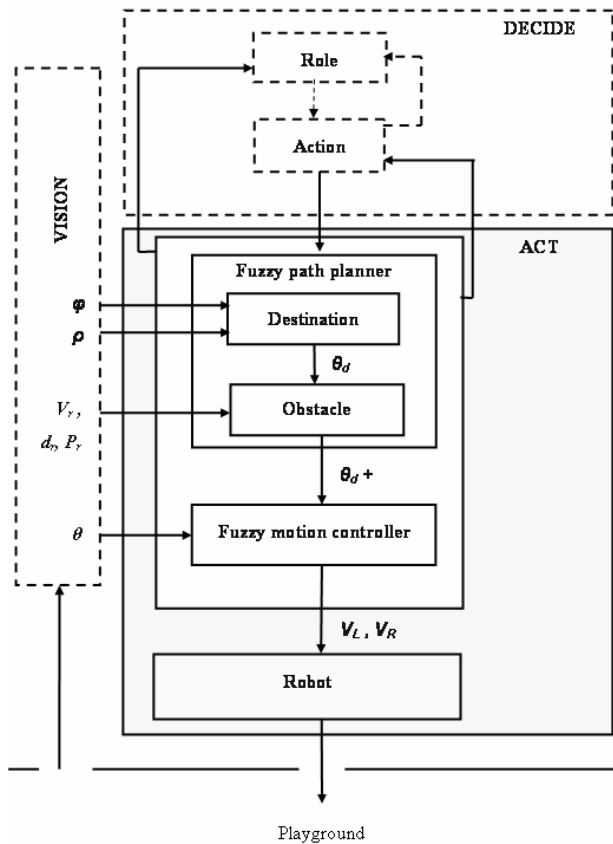 DECIDE
Role
Action
VISION
ACT
Fuzzy path planner
φ
Destination
ρ
θd
Vr ,
Obstacle
dr, Pr
θd +
θ
Fuzzy motion controller
VL , VR
Robot
Playground